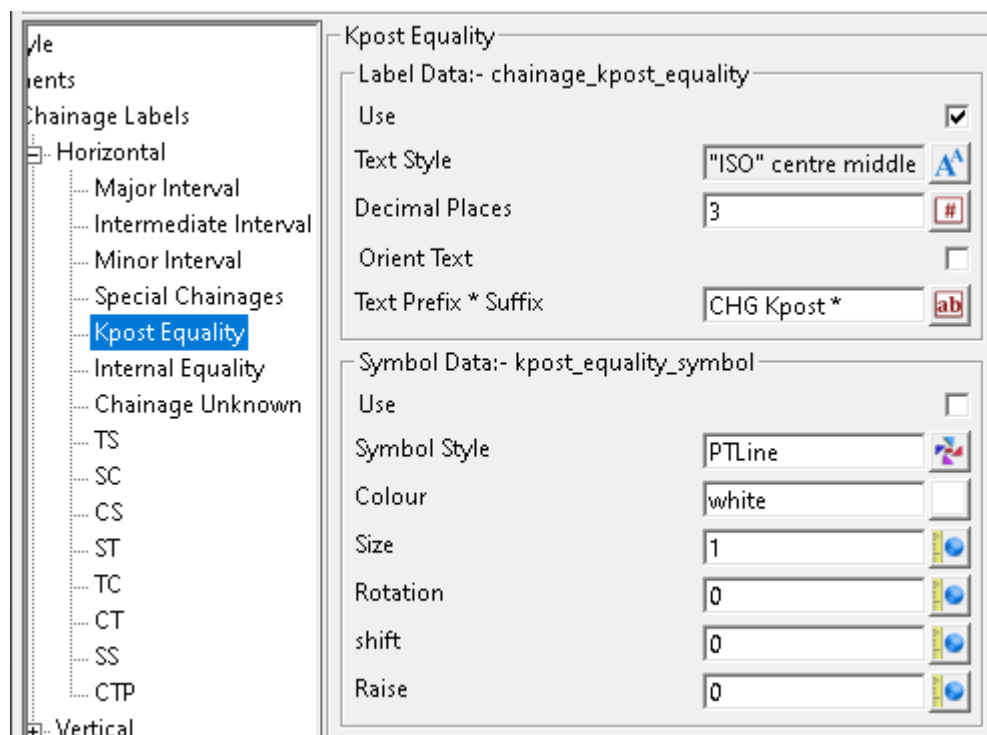 yle
ents
Chainage Labels
Horizontal
Major Interval
Intermediate Interval
Minor Interval
Special Chainages
Kpost Equality
Internal Equality
Chainage Unknown
TS
SC
CS
ST
TC
CT
SS
CTP
Vertical
Kpost Equality
Label Data:- chainage_kpost_equality
Use
Text Style "ISO" centre middle
Decimal Places 3 #
Orient Text
Text Prefix * Suffix CHG Kpost * ab
Symbol Data:- kpost_equality_symbol
Use
Symbol Style PTLine
Colour white
Size 1
Rotation 0
shift 0
Raise 0